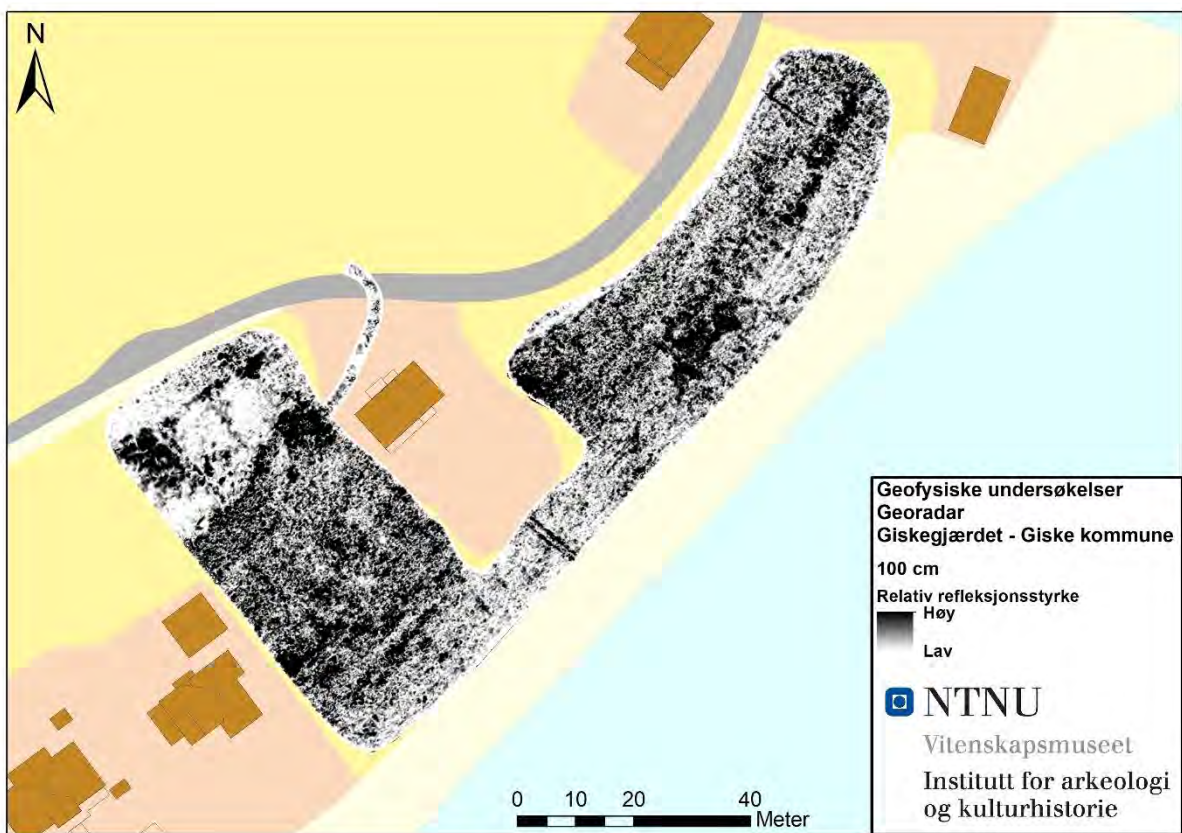 N
Geofysiske undersøkelser
Georadar
Giskegjærdet - Giske kommune
100 cm
Relativ refleksjonsstyrke
Høy
Lav
NTNU
Vitenskapsmuseet
Institutt for arkeologi
og kulturhistorie
0 10 20 40
Meter